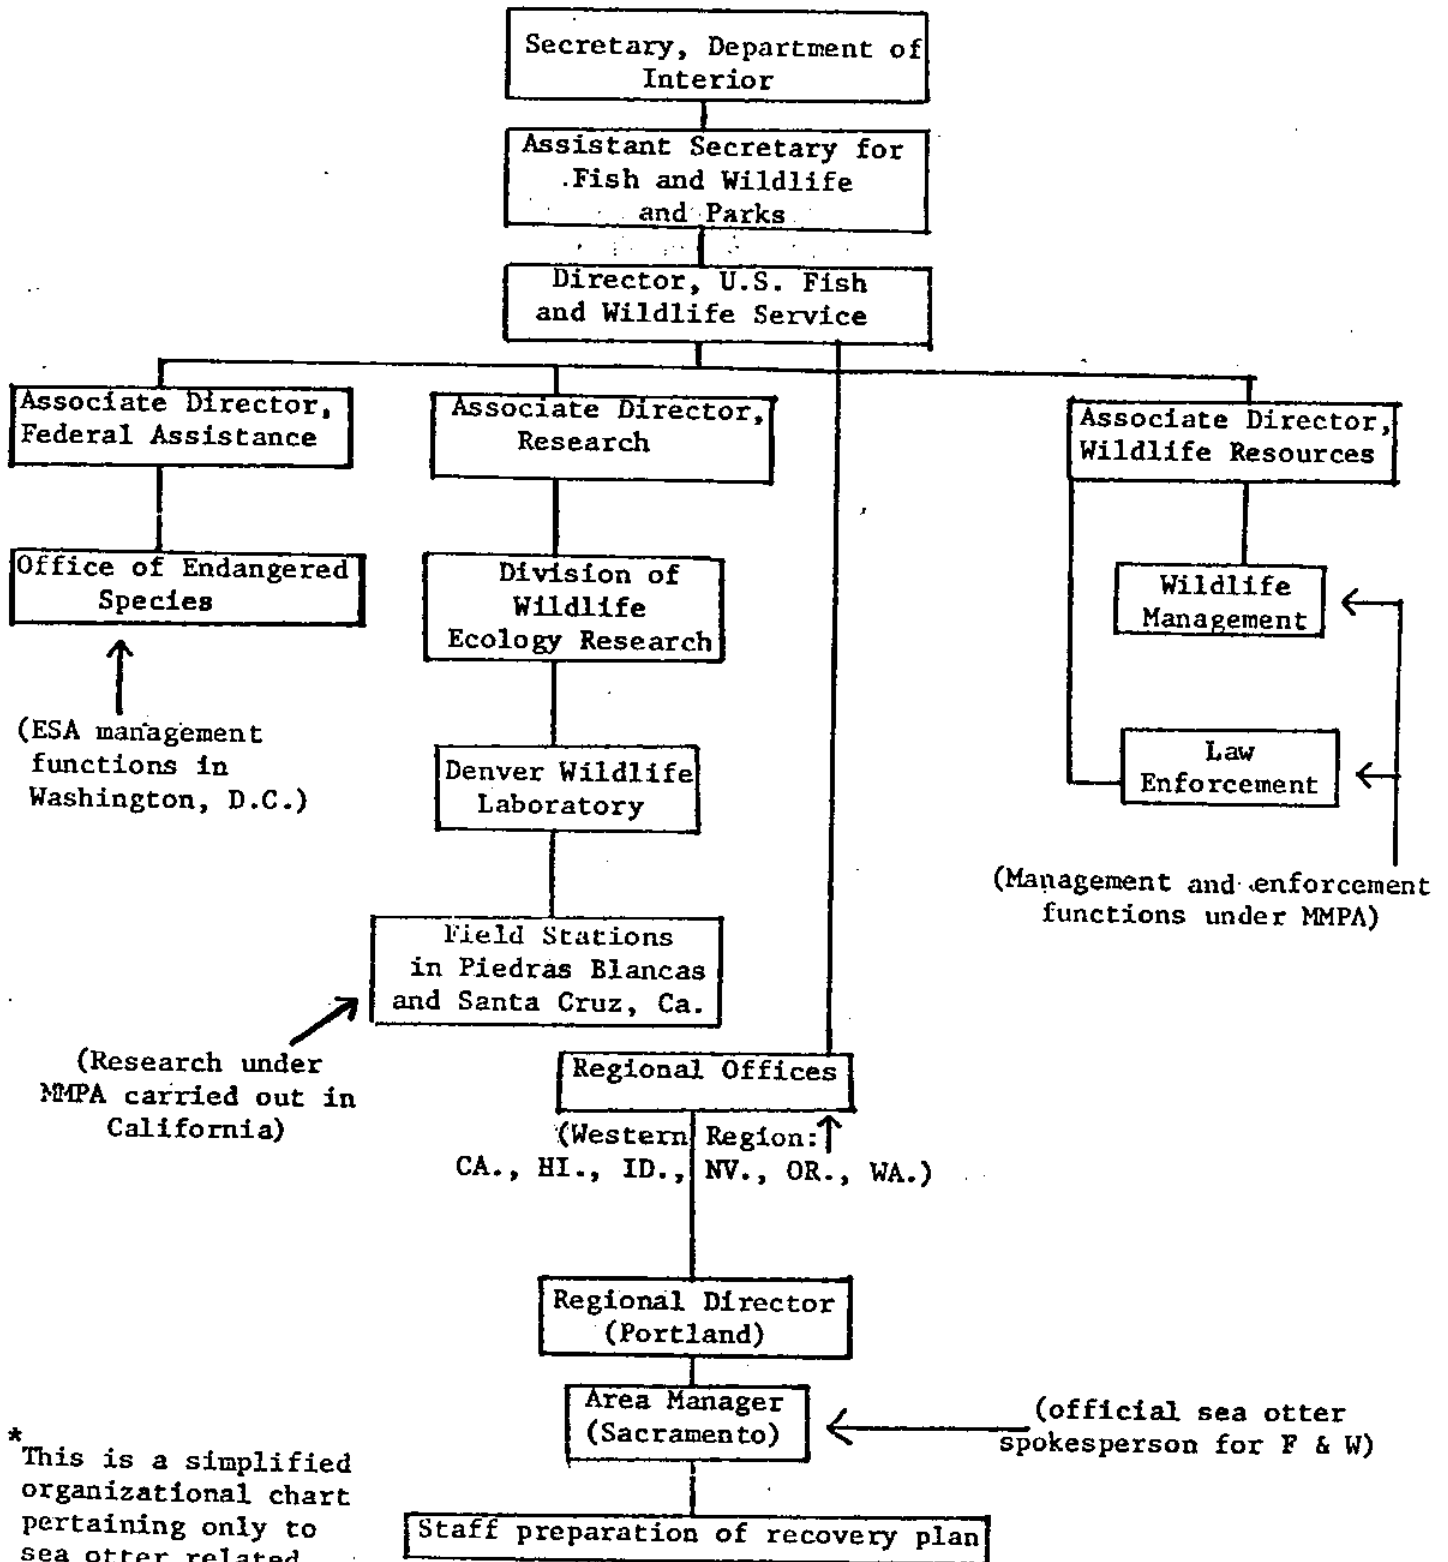 Secretary, Department of
Interior
Assistant Secretary for
Fish and Wildlife
and Parks
Director, U.S. Fish
and Wildlife Service
Associate Director,
Federal Assistance
Associate Director,
Research
Associate Director,
Wildlife Resources
Office of Endangered
Species
Division of
Wildlife
Ecology Research
Wildlife
Management
(ESA management
functions in
Washington, D.C.)
Denver Wildlife
Laboratory
Law
Enforcement
(Management and enforcement
functions under MMPA)
Field Stations
in Piedras Blancas
and Santa Cruz, Ca.
(Research under
MMPA carried out in
California)
Regional Offices
(Western Region:
CA., HI., ID., NV., OR., WA.)
Regional Director
(Portland)
Area Manager
(Sacramento)
(official sea otter
spokesperson for F & W)
*
This is a simplified
organizational chart
pertaining only to
sea otter related
Staff preparation of recovery plan